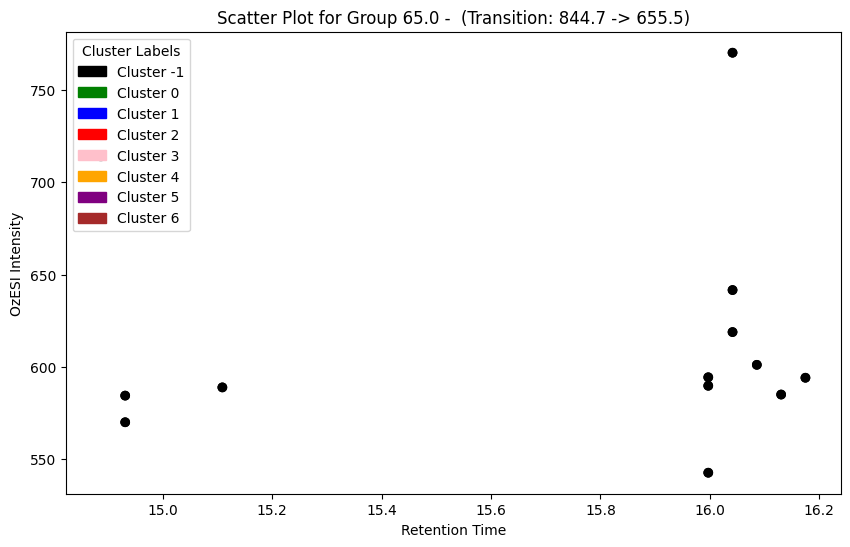 Scatter Plot for Group 65.0 -  (Transition: 844.7 -> 655.5)
Cluster Labels
Cluster -1
Cluster 0
Cluster 1
Cluster 2
Cluster 3
Cluster 4
Cluster 5
Cluster 6
OzESI Intensity
750
700
650
600
550
15.0 15.2 15.4 15.6 15.8 16.0 16.2
Retention Time